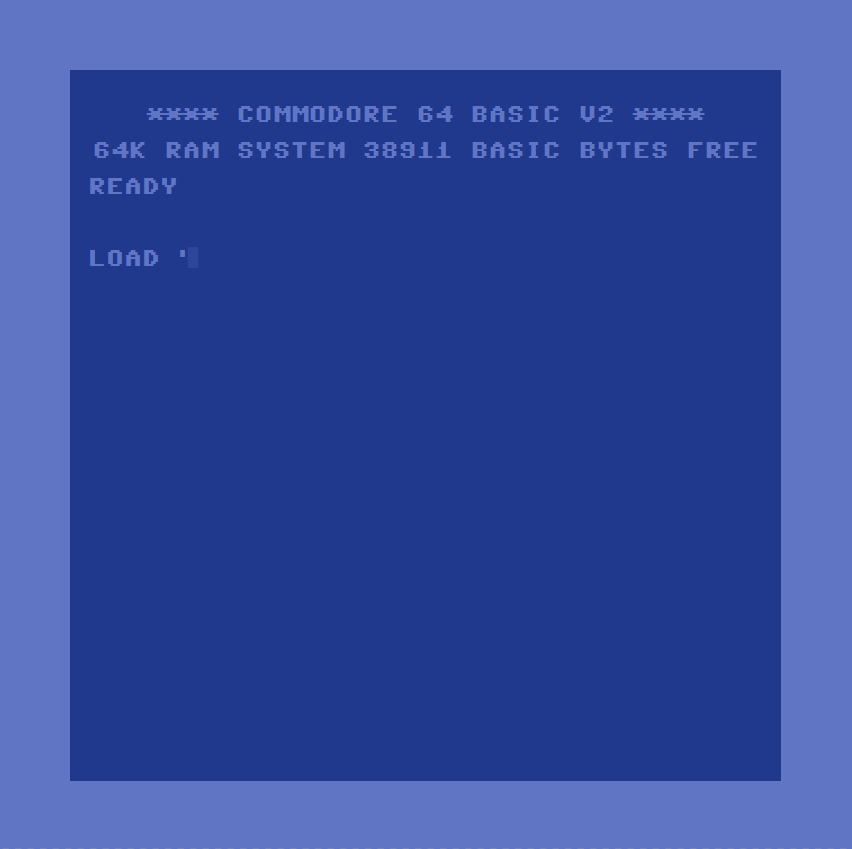 **** COMMODORE 64 BASIC V2 ****
64K RAM SYSTEM 38911 BASIC BYTES FREE
READY
LOAD '